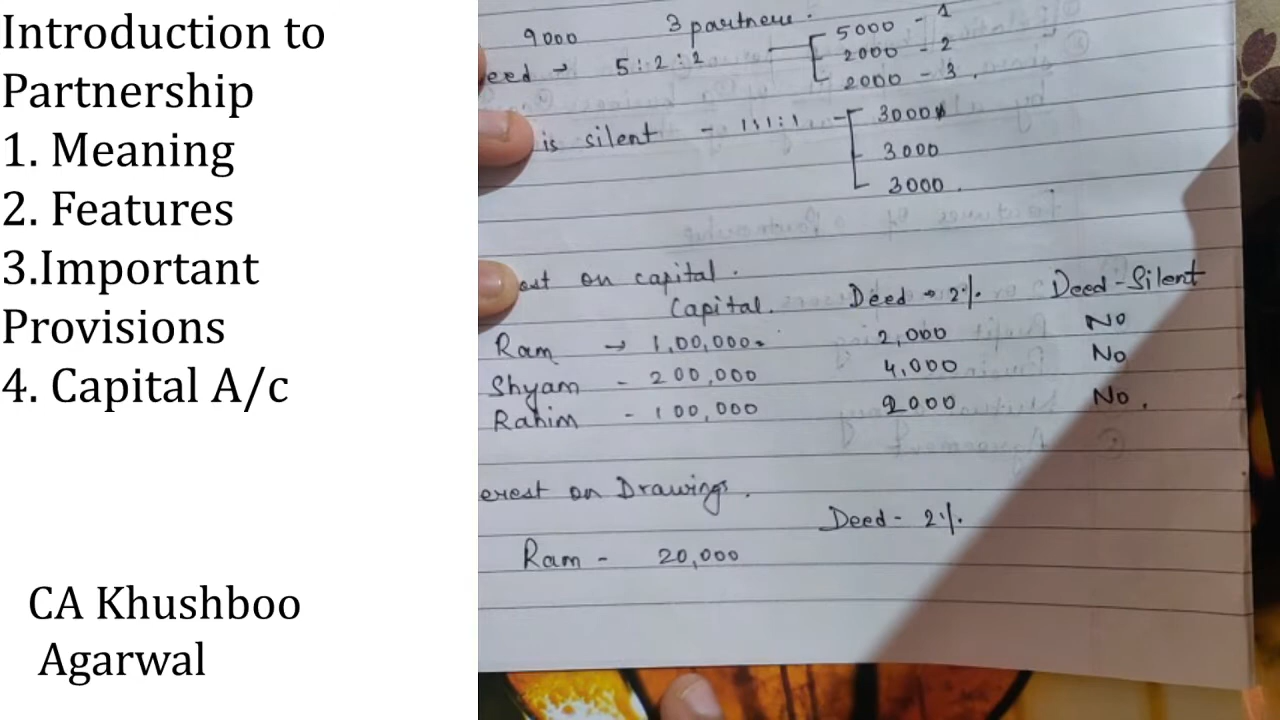 Introduction to
Partnership
1. Meaning
2. Features
3.Important
Provisions
4. Capital A/c
CA Khushboo
Agarwal
9000 3 partners.
eed → 5:2:2 5000 - 1
2000 - 2
2000 - 3.
is silent - 1:1:1 - 3000
3000
3000.
est on capital.
Capital. Deed → 2% Deed - Silent
Ram → 1,00,000. 2,000 No
Shyam - 200,000 4,000 No
Rahim - 100,000 2000 No.
erest on Drawings.
Deed - 2%.
Ram - 20,000